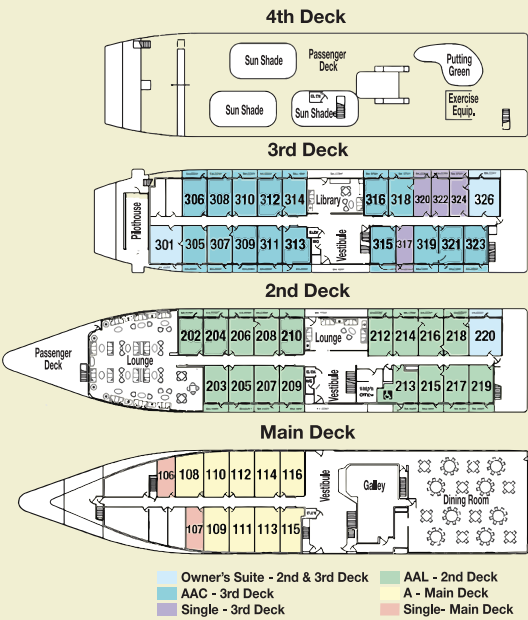 4th Deck
Sun Shade
Passenger
Deck
Putting
Green
Sun Shade
Sun Shade
Exercise
Equip.
3rd Deck
Pilothouse
306 308 310 312 314
Library
316 318 320 322 324 326
301 305 307 309 311 313
Vestibule
315 317 319 321 323
2nd Deck
Passenger
Deck
Lounge
202 204 206 208 210
Lounge
212 214 216 218 220
203 205 207 209
Vestibule
213 215 217 219
Main Deck
106 108 110 112 114 116
Vestibule
Galley
Dining Room
107 109 111 113 115
Owner's Suite - 2nd & 3rd Deck
AAC - 3rd Deck
Single - 3rd Deck
AAL - 2nd Deck
A - Main Deck
Single- Main Deck